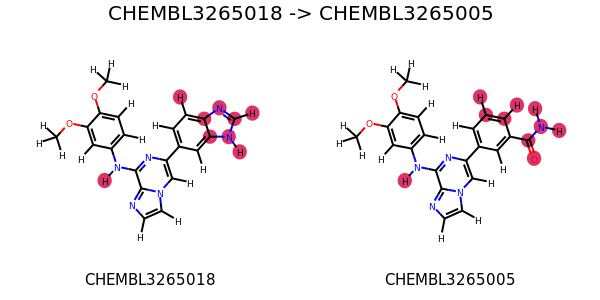 CHEMBL3265018 -> CHEMBL3265005
H H
H H
H O H N H H O H H H
H O H N H H O H H N H
H N H H H N O
H N N H H N N H
H N H H N H
N H N H
H H
CHEMBL3265018 CHEMBL3265005